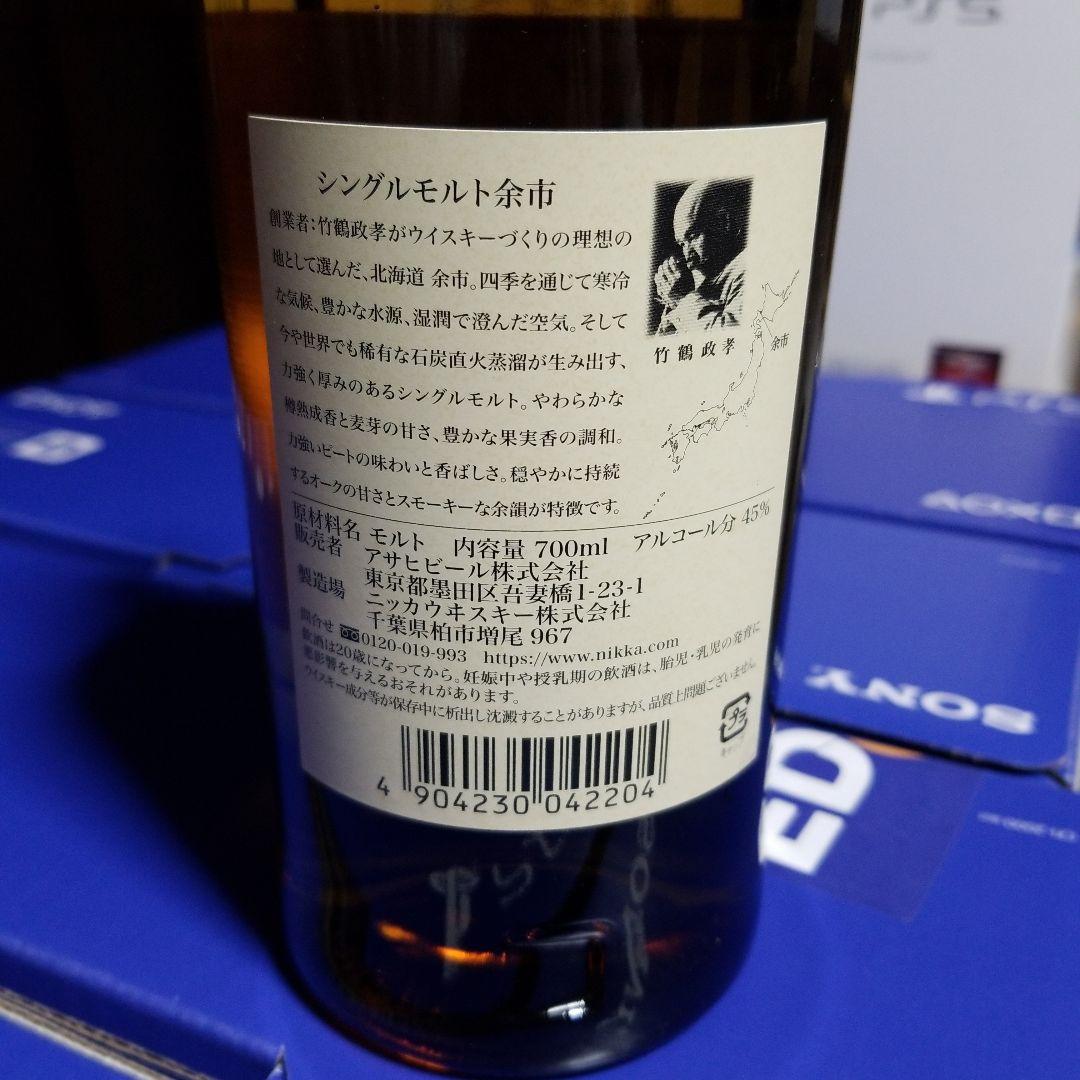 シングルモルト余市
創業者:竹鶴政孝がウイスキーづくりの理想の
地として選んだ、北海道 余市。四季を通じて寒冷
な気候、豊かな水源、湿潤で澄んだ空気。そして
今や世界でも稀有な石炭直火蒸溜が生み出す、
力強く厚みのあるシングルモルト。やわらかな
樽熟成香と麦芽の甘さ、豊かな果実香の調和。
力強いピートの味わいと香ばしさ。穏やかに持続
するオークの甘さとスモーキーな余韻が特徴です。
竹鶴政孝
余市
原材料名 モルト 内容量 700ml アルコール分 45%
販売者 アサヒビール株式会社
東京都墨田区吾妻橋1-23-1
製造場 ニッカウヰスキー株式会社
千葉県柏市増尾 967
問合せ 0120-019-993 https://www.nikka.com
飲酒は20歳になってから。妊娠中や授乳期の飲酒は、胎児・乳児の発育に
悪影響を与えるおそれがあります。
ウイスキー成分等が保存中に析出し沈澱することがありますが、品質上問題ございません。
プラ
キャップ
4 904230 042204
PS5
SONY